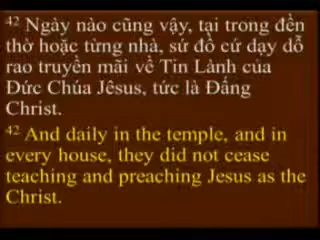 42 Ngày nào cũng vậy, tại trong đền
thờ hoặc từng nhà, sứ đồ cứ dạy dỗ
rao truyền mãi về Tin Lành của
Đức Chúa Jêsus, tức là Đấng
Christ.
42 And daily in the temple, and in
every house, they did not cease
teaching and preaching Jesus as the
Christ.